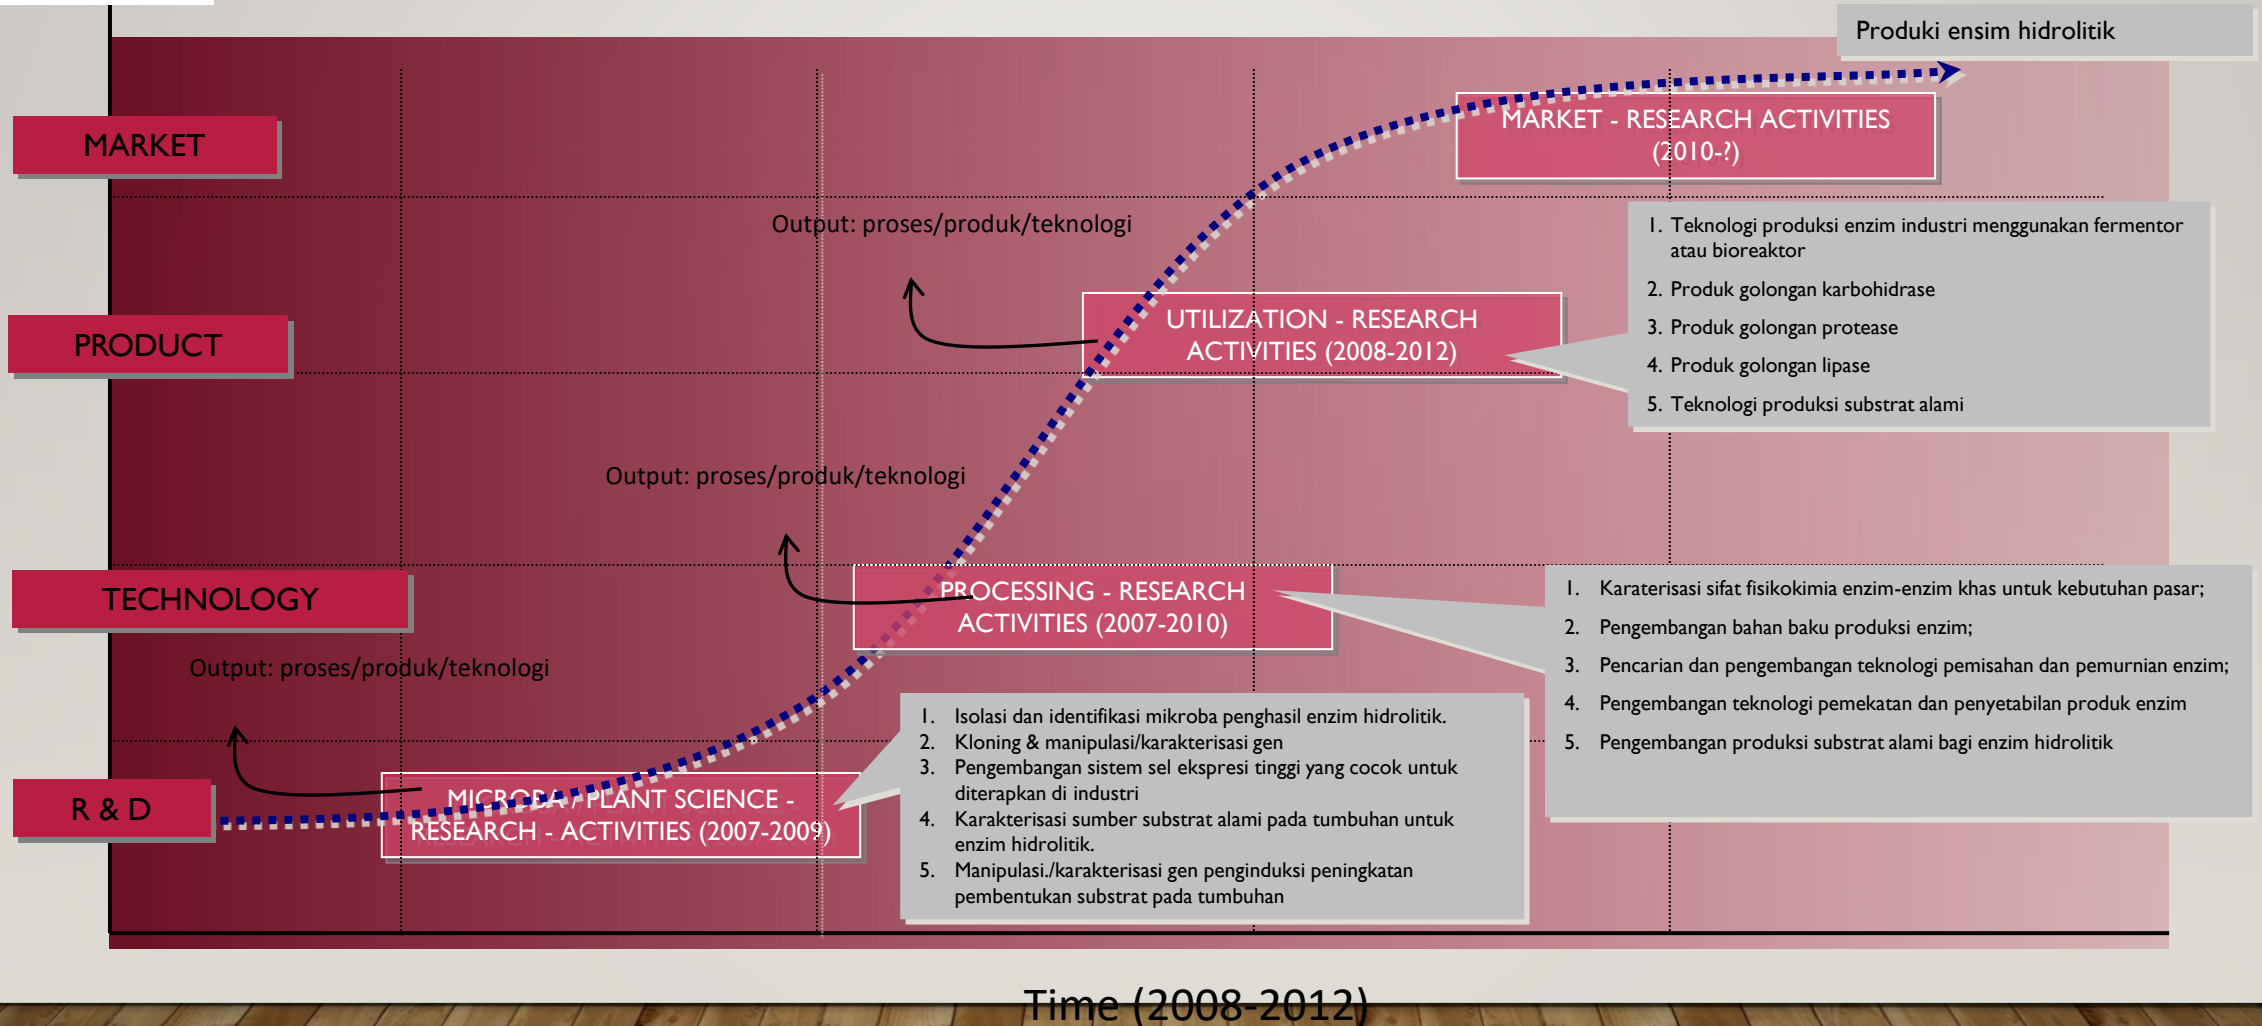 Produki ensim hidrolitik
MARKET
MARKET - RESEARCH ACTIVITIES
(2010-?)
Output: proses/produk/teknologi
1. Teknologi produksi enzim industri menggunakan fermentor
atau bioreaktor
2. Produk golongan karbohidrase
3. Produk golongan protease
4. Produk golongan lipase
5. Teknologi produksi substrat alami
PRODUCT
UTILIZATION - RESEARCH
ACTIVITIES (2008-2012)
Output: proses/produk/teknologi
TECHNOLOGY
PROCESSING - RESEARCH
ACTIVITIES (2007-2010)
1. Karaterisasi sifat fisikokimia enzim-enzim khas untuk kebutuhan pasar;
2. Pengembangan bahan baku produksi enzim;
3. Pencarian dan pengembangan teknologi pemisahan dan pemurnian enzim;
4. Pengembangan teknologi pemekatan dan penyetabilan produk enzim
5. Pengembangan produksi substrat alami bagi enzim hidrolitik
Output: proses/produk/teknologi
R & D
MICROBA / PLANT SCIENCE -
RESEARCH - ACTIVITIES (2007-2009)
1. Isolasi dan identifikasi mikroba penghasil enzim hidrolitik.
2. Kloning & manipulasi/karakterisasi gen
3. Pengembangan sistem sel ekspresi tinggi yang cocok untuk
diterapkan di industri
4. Karakterisasi sumber substrat alami pada tumbuhan untuk
enzim hidrolitik.
5. Manipulasi./karakterisasi gen penginduksi peningkatan
pembentukan substrat pada tumbuhan
Time (2008-2012)